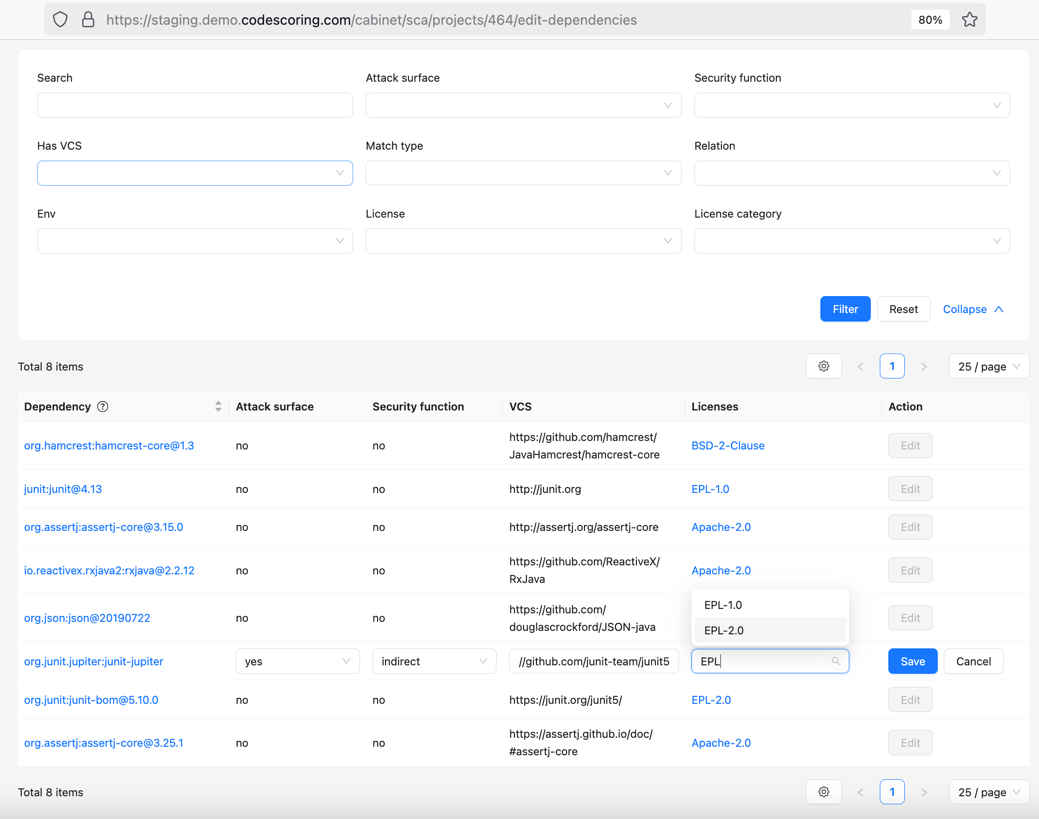 https://staging.demo.codescoring.com/cabinet/sca/projects/464/edit-dependencies
80%
Search
Attack surface
Security function
Has VCS
Match type
Relation
Env
License
License category
Filter
Reset
Collapse
Total 8 items
1
25 / page
Dependency ?
Attack surface
Security function
VCS
Licenses
Action
org.hamcrest:hamcrest-core@1.3
no
no
https://github.com/hamcrest/
JavaHamcrest/hamcrest-core
BSD-2-Clause
Edit
junit:junit@4.13
no
no
http://junit.org
EPL-1.0
Edit
org.assertj:assertj-core@3.15.0
no
no
http://assertj.org/assertj-core
Apache-2.0
Edit
io.reactivex.rxjava2:rxjava@2.2.12
no
no
https://github.com/ReactiveX/
RxJava
Apache-2.0
Edit
org.json:json@20190722
no
no
https://github.com/
douglascrockford/JSON-java
EPL-1.0
EPL-2.0
Edit
org.junit.jupiter:junit-jupiter
yes
indirect
//github.com/junit-team/junit5
EPL
Save
Cancel
org.junit:junit-bom@5.10.0
no
no
https://junit.org/junit5/
EPL-2.0
Edit
org.assertj:assertj-core@3.25.1
no
no
https://assertj.github.io/doc/
#assertj-core
Apache-2.0
Edit
Total 8 items
1
25 / page